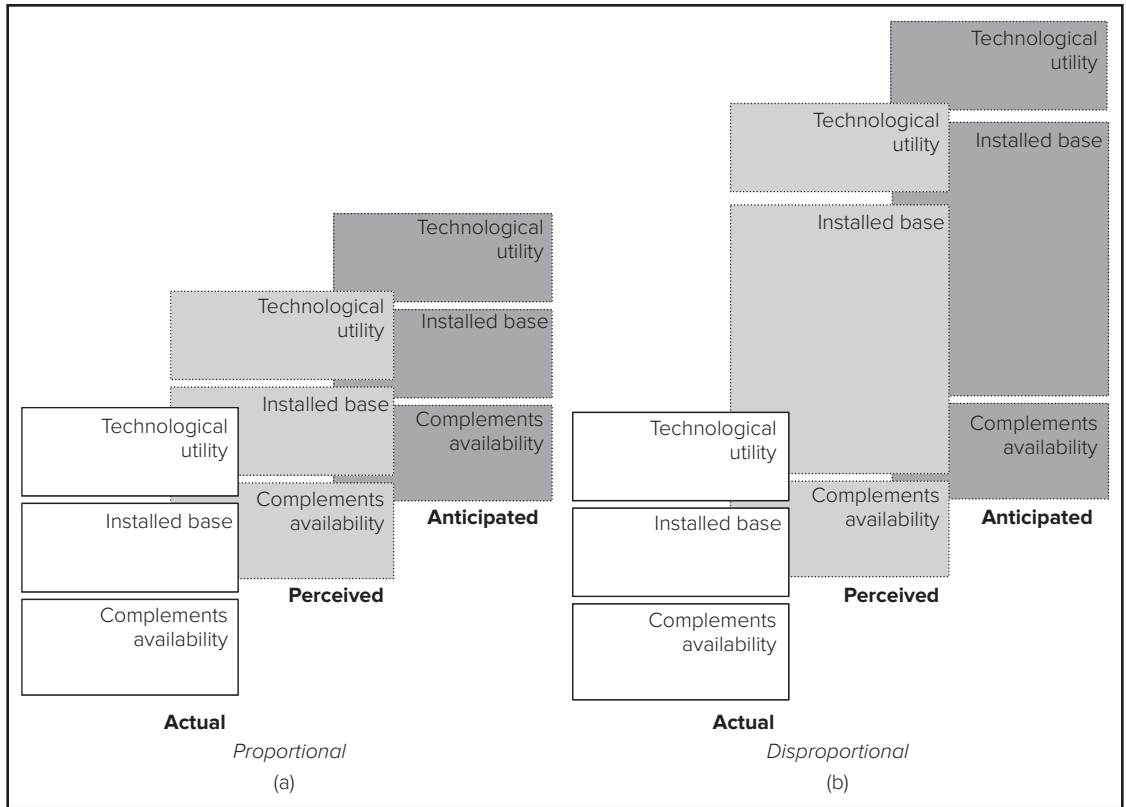 Technological
utility
Installed base
Complements
availability
Anticipated
Technological
utility
Installed base
Complements
availability
Perceived
Technological
utility
Installed base
Complements
availability
Actual
Proportional
(a)
Technological
utility
Installed base
Complements
availability
Anticipated
Technological
utility
Installed base
Complements
availability
Perceived
Technological
utility
Installed base
Complements
availability
Actual
Disproportional
(b)